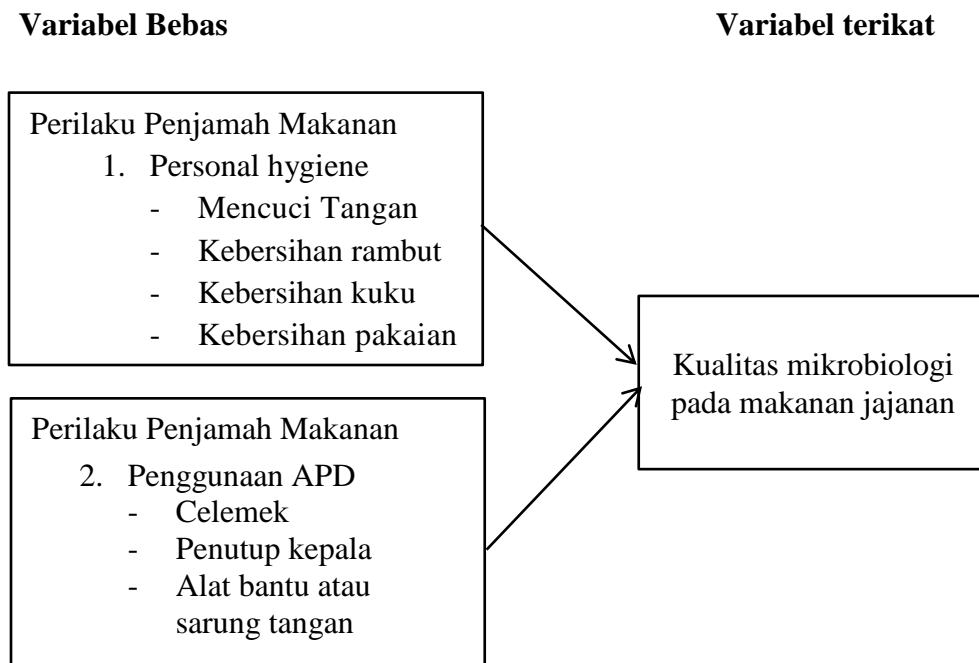 Variabel Bebas
Variabel terikat
Perilaku Penjamah Makanan
1. Personal hygiene
- Mencuci Tangan
- Kebersihan rambut
- Kebersihan kuku
- Kebersihan pakaian
Perilaku Penjamah Makanan
2. Penggunaan APD
- Celemek
- Penutup kepala
- Alat bantu atau
sarung tangan
Kualitas mikrobiologi
pada makanan jajanan